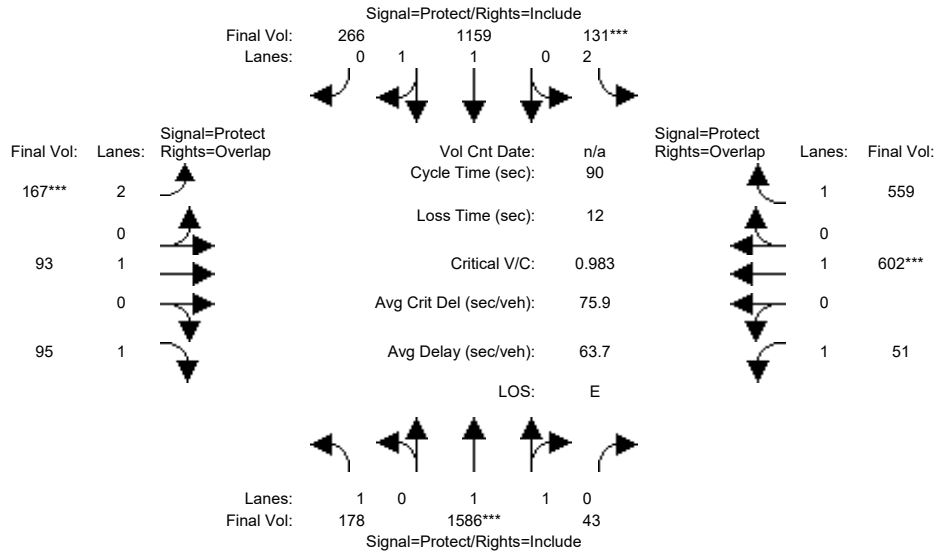 Signal=Protect/Rights=Include
Final Vol: 266 1159 131***
Lanes: 0 1 1 0 2
Signal=Protect
Final Vol: Lanes: Rights=Overlap
167*** 2
0
93 1
0
95 1
Vol Cnt Date: n/a
Cycle Time (sec): 90
Loss Time (sec): 12
Critical V/C: 0.983
Avg Crit Del (sec/veh): 75.9
Avg Delay (sec/veh): 63.7
LOS: E
Signal=Protect
Rights=Overlap Lanes: Final Vol:
1 559
0
1 602***
0
1 51
Lanes: 1 0 1 1 0
Final Vol: 178 1586*** 43
Signal=Protect/Rights=Include